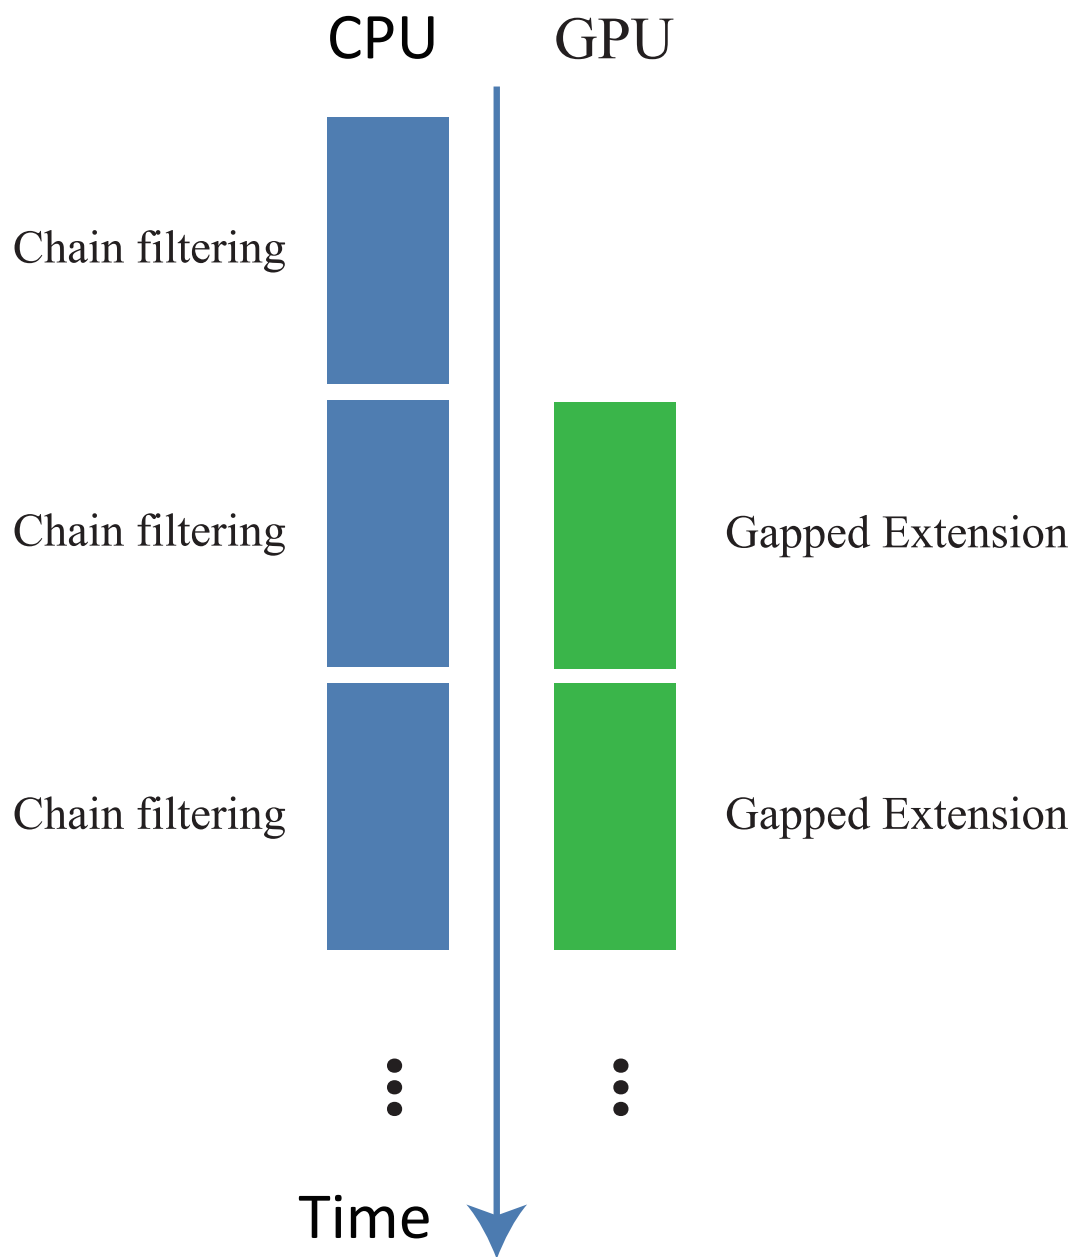 CPU GPU
Chain filtering
Chain filtering Gapped Extension
Chain filtering Gapped Extension
Time